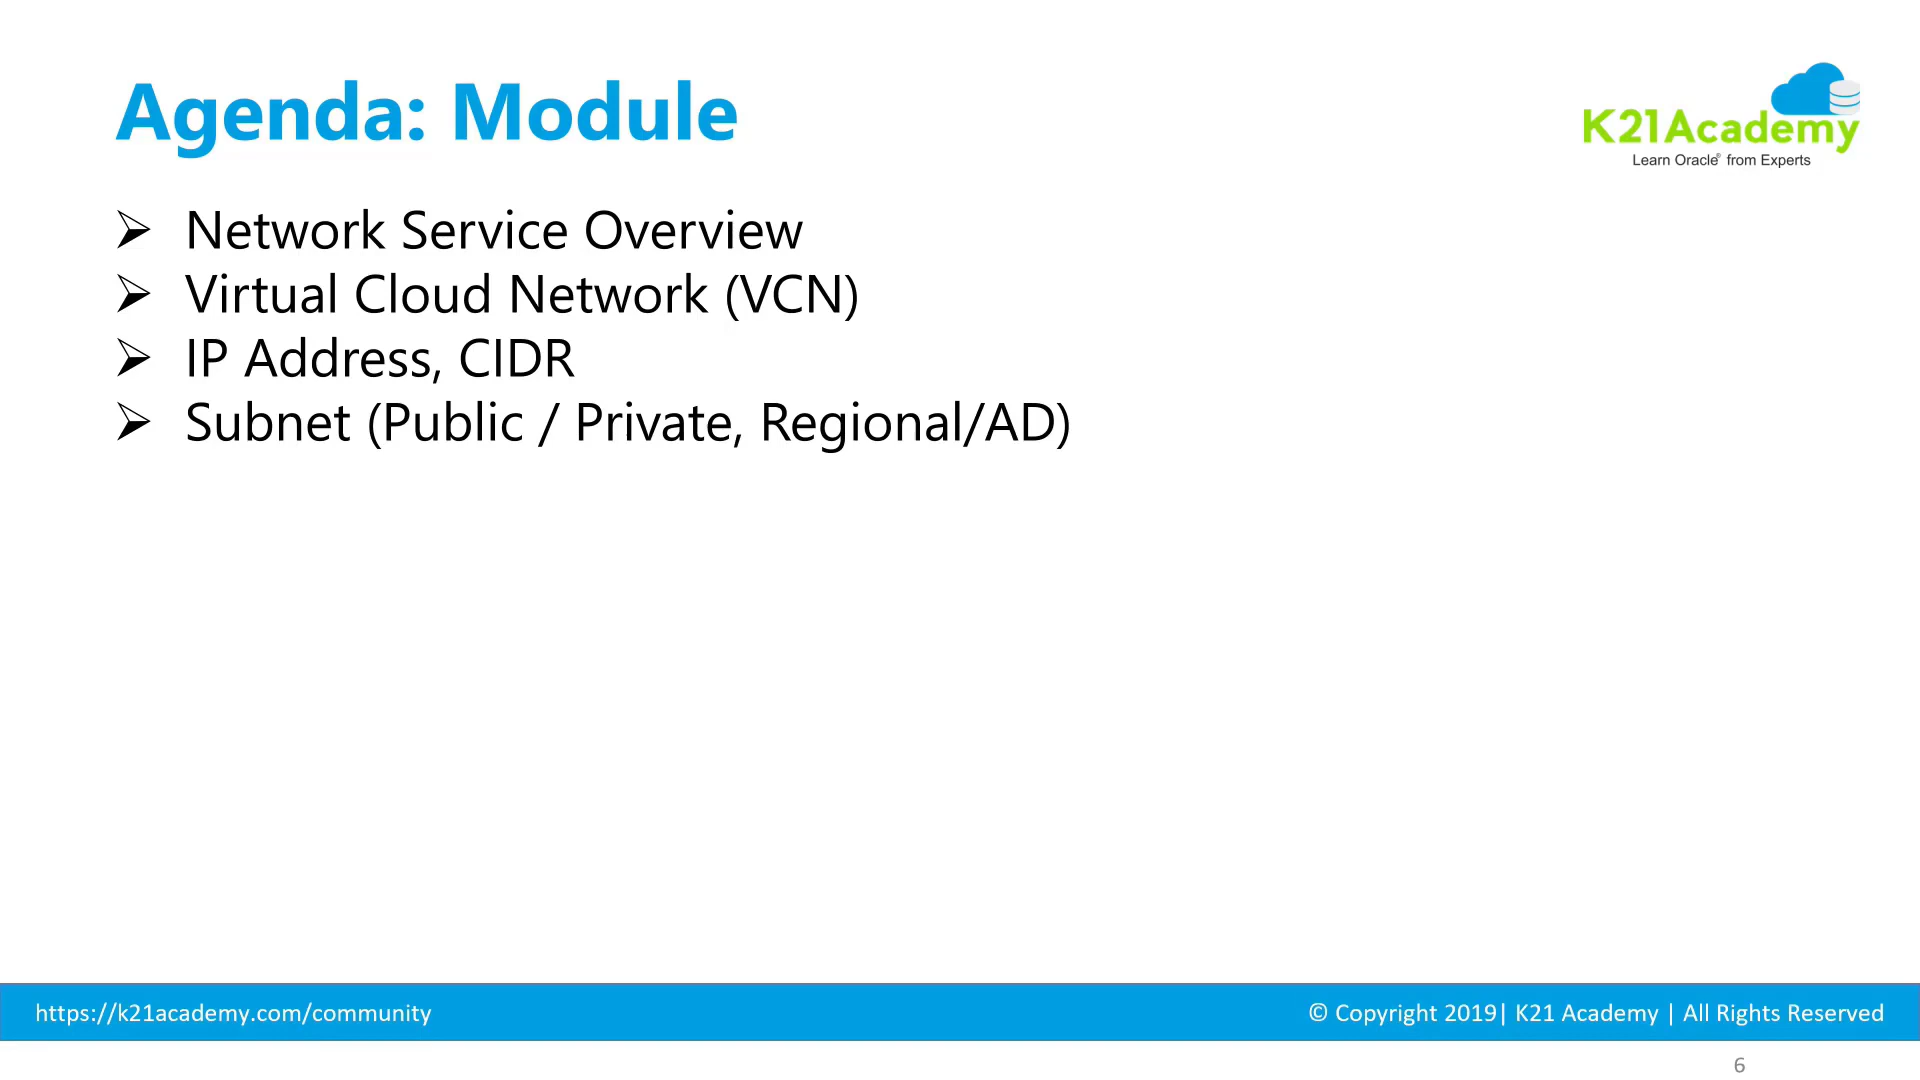 Agenda: Module
K21Academy
Learn Oracle® from Experts
➢ Network Service Overview
➢ Virtual Cloud Network (VCN)
➢ IP Address, CIDR
➢ Subnet (Public / Private, Regional/AD)
https://k21academy.com/community
© Copyright 2019| K21 Academy | All Rights Reserved
6